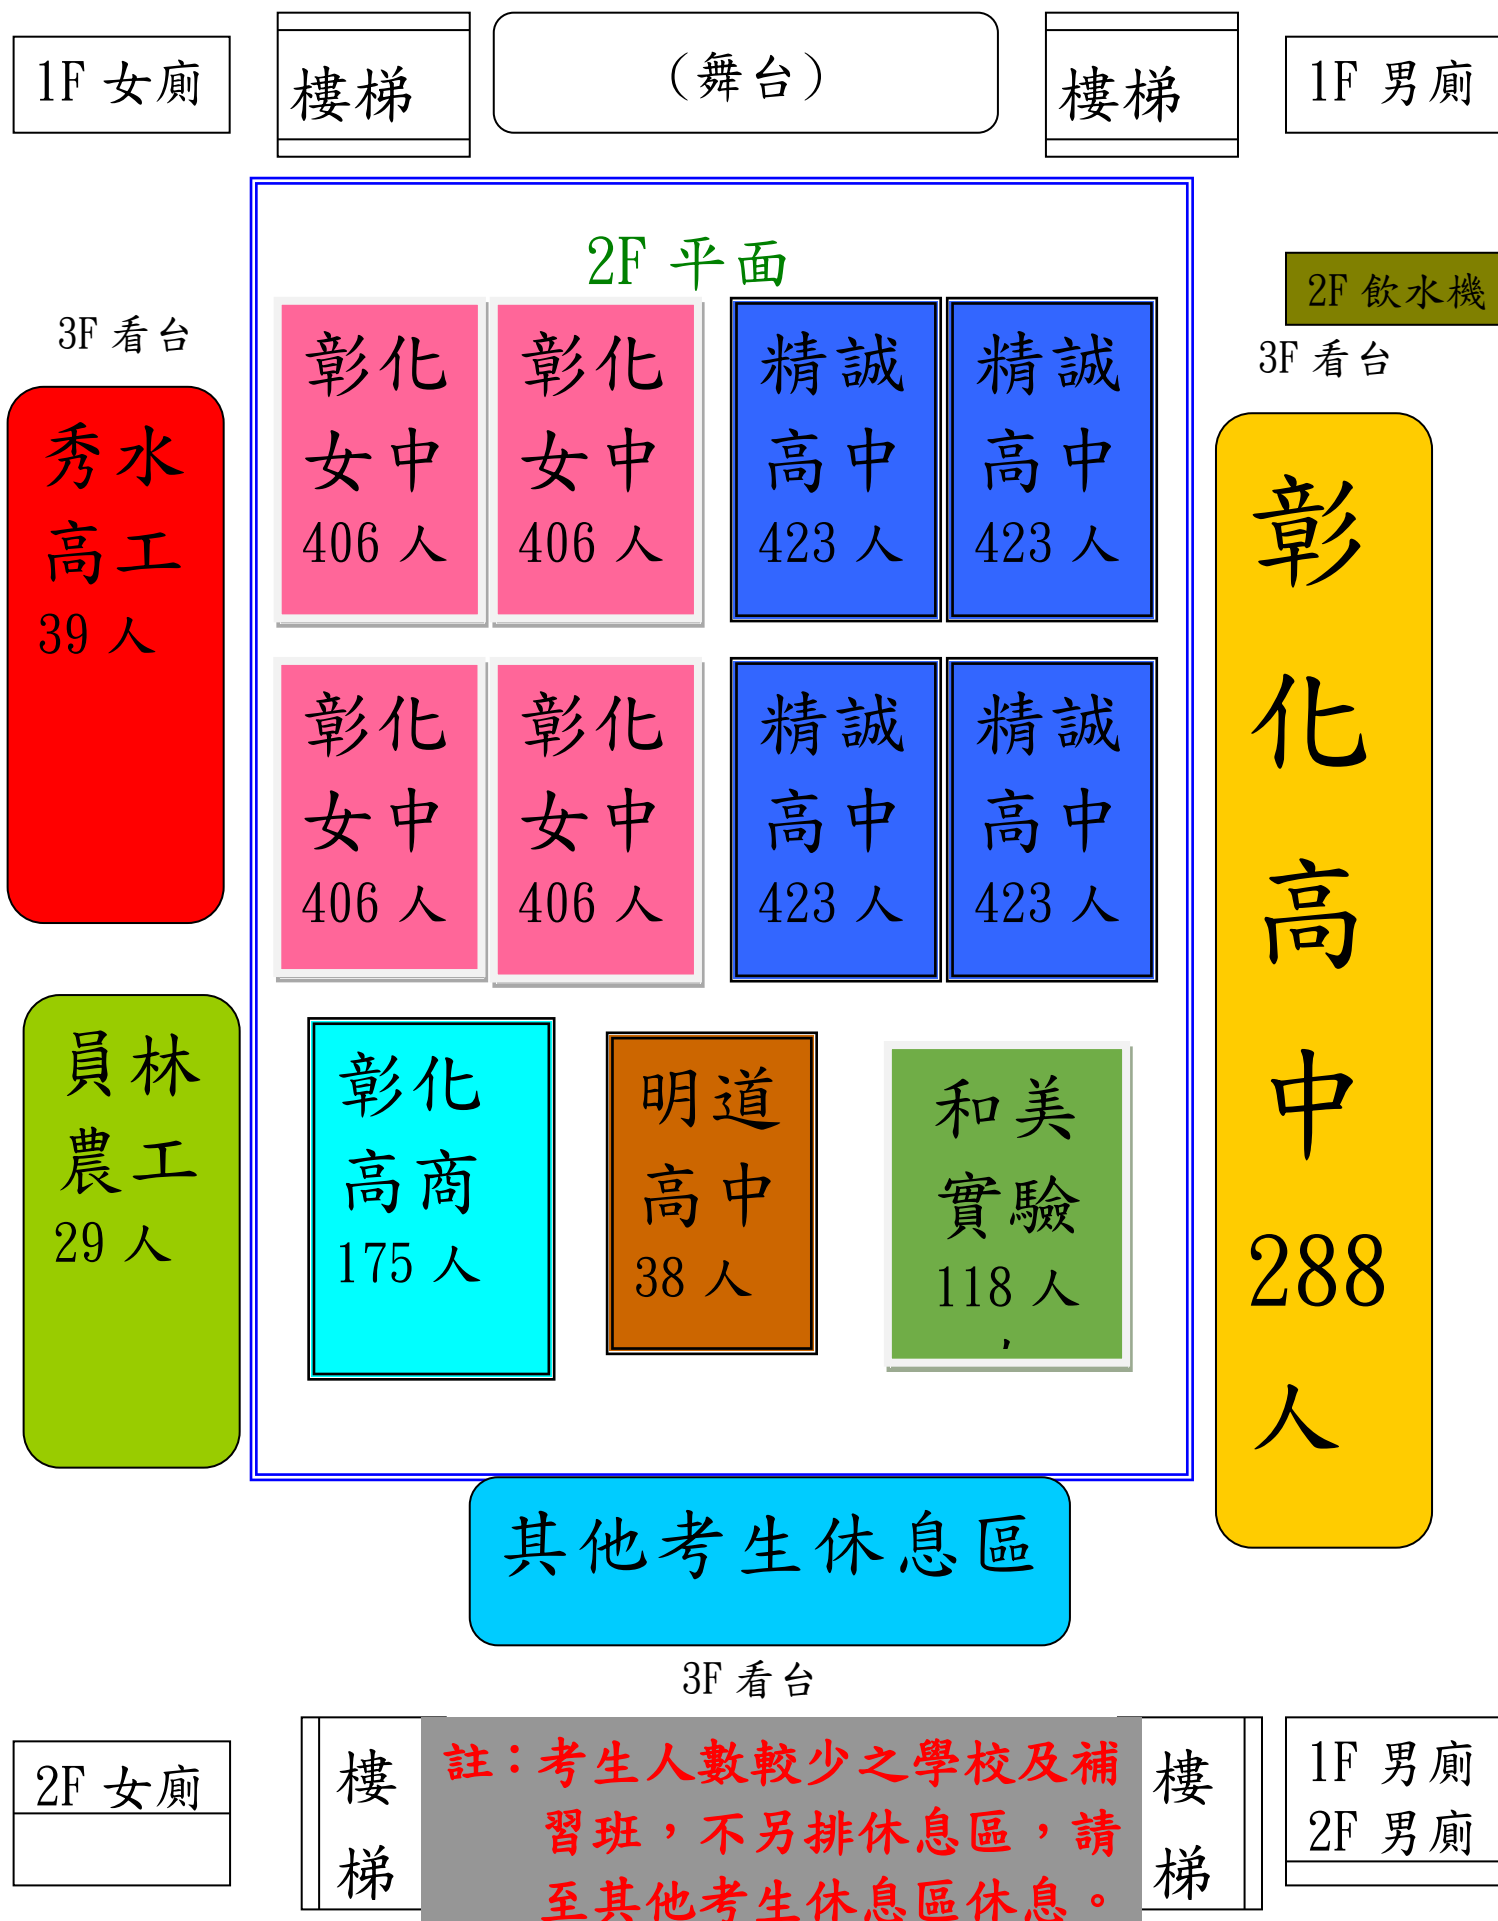 1F 女廁
樓梯
(舞台)
樓梯
1F 男廁
2F 平面
2F 飲水機
3F 看台
3F 看台
秀水
高工
39 人
彰化
女中
406 人
彰化
女中
406 人
精誠
高中
423 人
精誠
高中
423 人
彰
化
高
中
288
人
彰化
女中
406 人
彰化
女中
406 人
精誠
高中
423 人
精誠
高中
423 人
員林
農工
29 人
彰化
高商
175 人
明道
高中
38 人
和美
實驗
118 人
,
其他考生休息區
3F 看台
2F 女廁
樓
梯
註：考生人數較少之學校及補
習班，不另排休息區，請
至其他考生休息區休息。
樓
梯
1F 男廁
2F 男廁